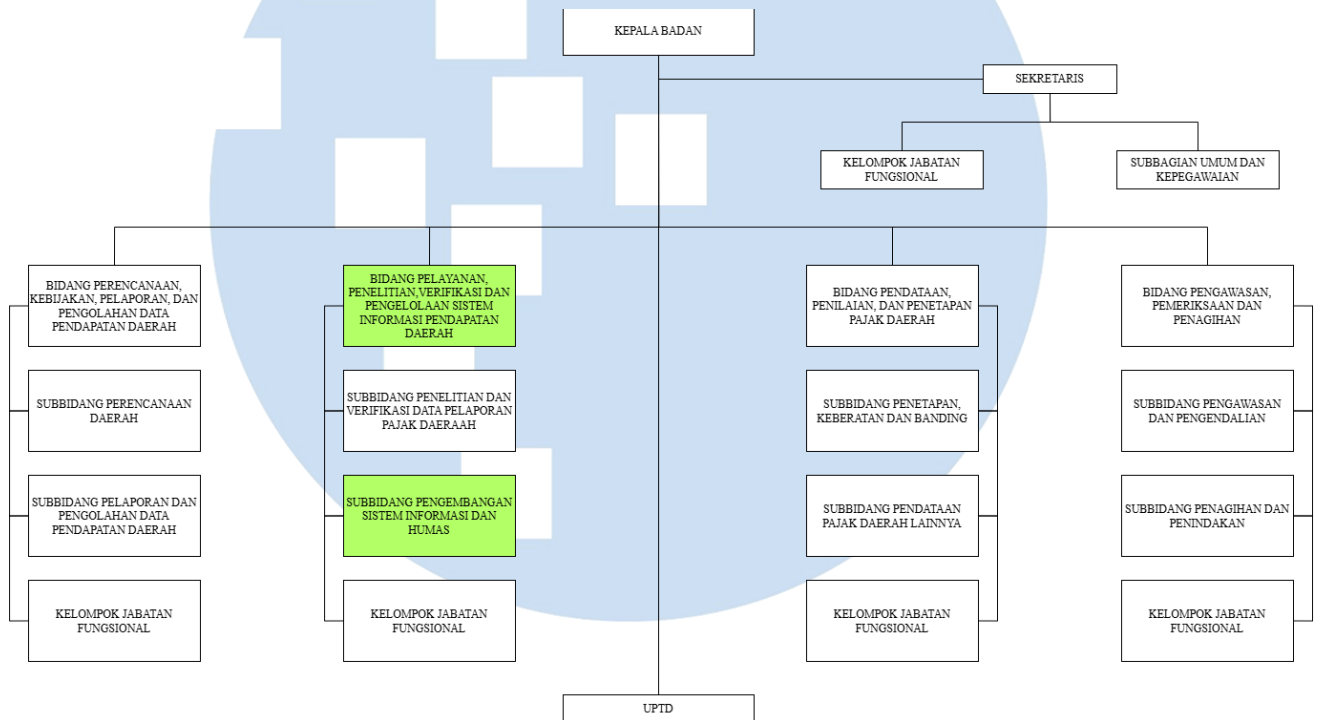 KEPALA BADAN
SEKRETARIS
KELOMPOK JABATAN
FUNGSIONAL
SUBBAGIAN UMUM DAN
KEPEGAWAIAN
BIDANG PERENCANAAN,
KEBIJAKAN, PELAPORAN, DAN
PENGOLAHAN DATA
PENDAPATAN DAERAH
BIDANG PELAYANAN,
PENELITIAN,VERIFIKASI DAN
PENGELOLAAN SISTEM
INFORMASI PENDAPATAN
DAERAH
BIDANG PENDATAAN,
PENILAIAN, DAN PENETAPAN
PAJAK DAERAH
BIDANG PENGAWASAN,
PEMERIKSAAN DAN
PENAGIHAN
SUBBIDANG PERENCANAAN
DAERAH
SUBBIDANG PENELITIAN DAN
VERIFIKASI DATA PELAPORAN
PAJAK DAERAAH
SUBBIDANG PENETAPAN,
KEBERATAN DAN BANDING
SUBBIDANG PENGAWASAN
DAN PENGENDALIAN
SUBBIDANG PELAPORAN DAN
PENGOLAHAN DATA
PENDAPATAN DAERAH
SUBBIDANG PENGEMBANGAN
SISTEM INFORMASI DAN
HUMAS
SUBBIDANG PENDATAAN
PAJAK DAERAH LAINNYA
SUBBIDANG PENAGIHAN DAN
PENINDAKAN
KELOMPOK JABATAN
FUNGSIONAL
KELOMPOK JABATAN
FUNGSIONAL
KELOMPOK JABATAN
FUNGSIONAL
KELOMPOK JABATAN
FUNGSIONAL
UPTD